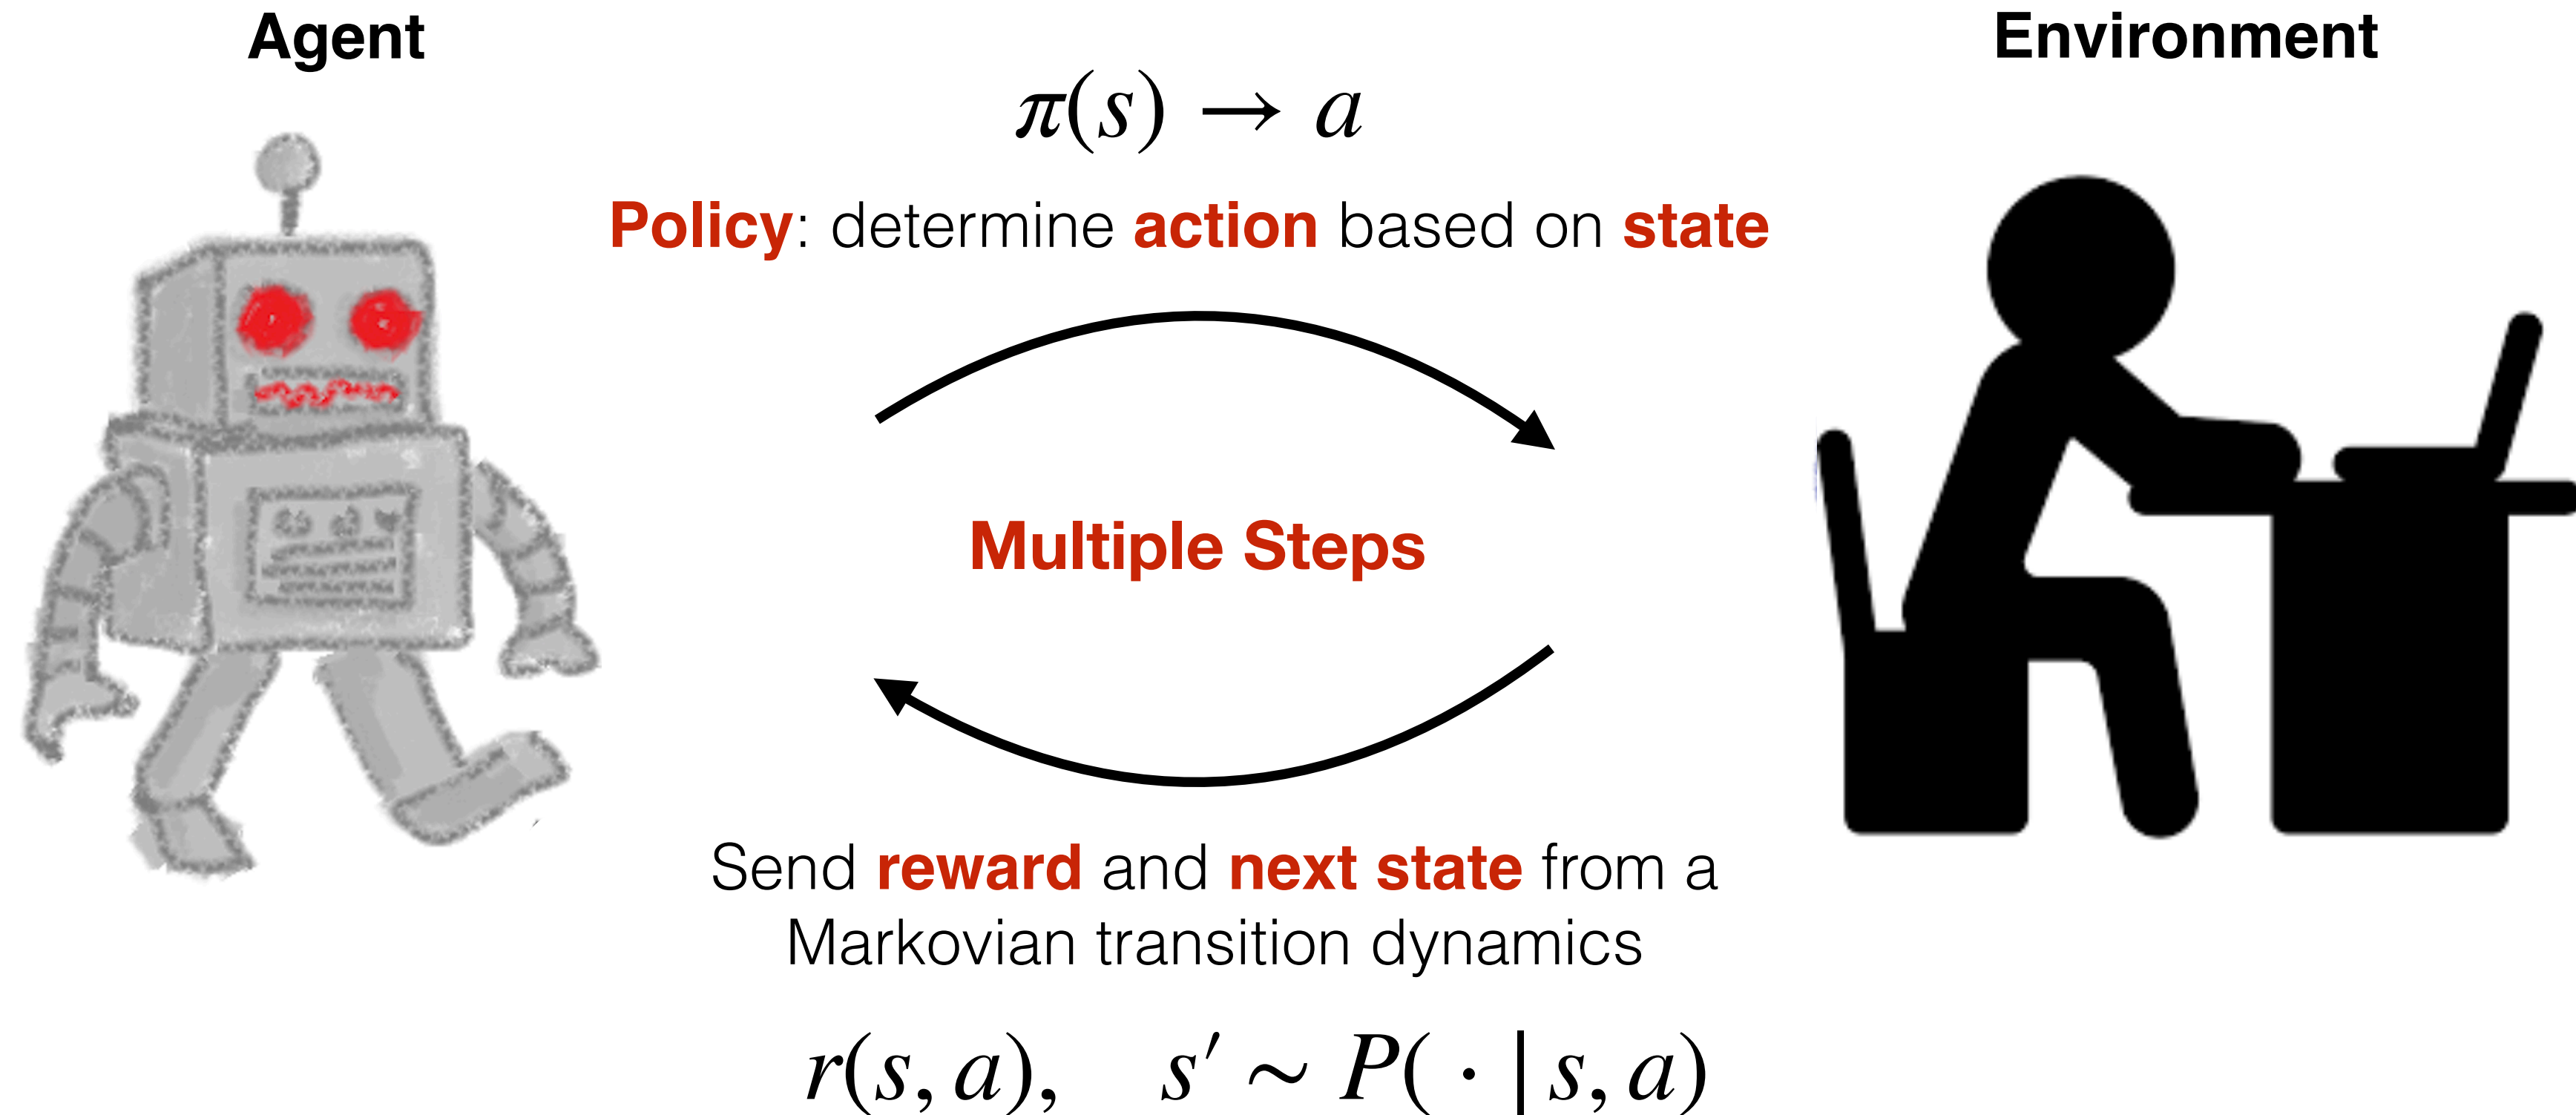 Agent
Environment
π(s) → a
Policy: determine action based on state
Multiple Steps
Send reward and next state from a
Markovian transition dynamics
r(s, a), s′ ∼ P( · | s, a)